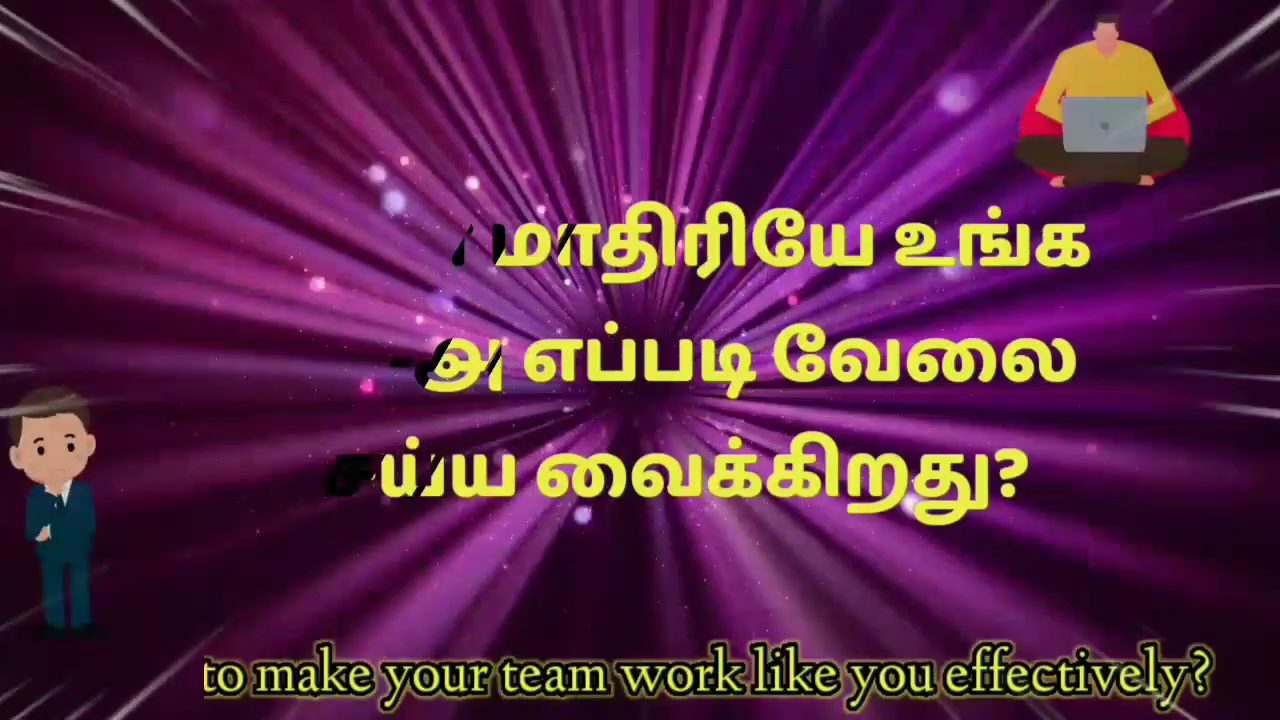 மாதிரியே உங்க
எப்படி வேலை
வைக்கிறது?
to make your team work like you effectively?